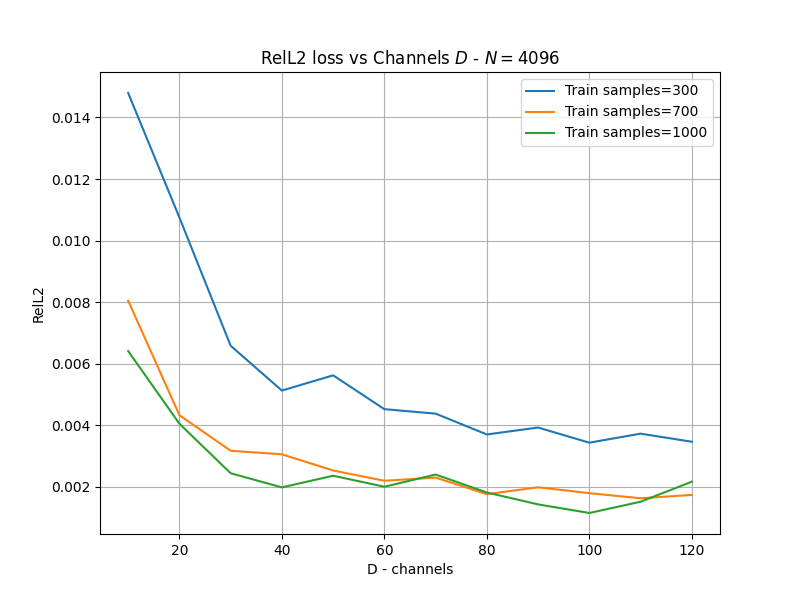 RelL2 loss vs Channels D - N = 4096
Train samples=300
Train samples=700
Train samples=1000
RelL2
0.014
0.012
0.010
0.008
0.006
0.004
0.002
20 40 60 80 100 120
D - channels